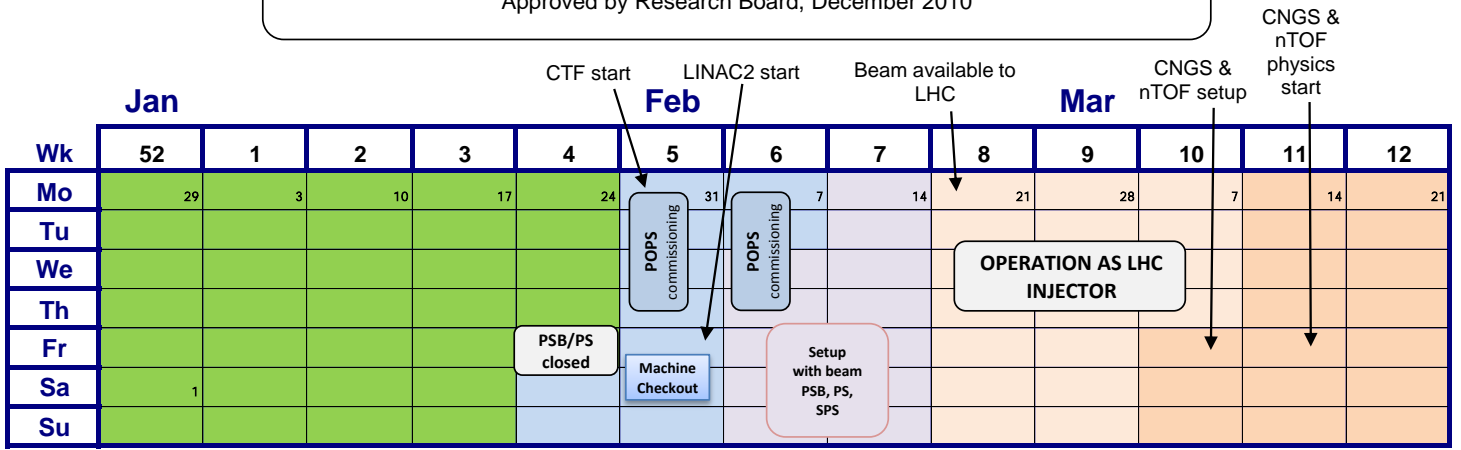 Approved by Research Board, December 2010
CNGS &
nTOF
physics
start
CTF start
LINAC2 start
Beam available to
LHC
CNGS &
nTOF setup
Jan
Feb
Mar
Wk 52 1 2 3 4 5 6 7 8 9 10 11 12
Mo 29 3 10 17 24 31 7 14 21 28 7 14 21
Tu
We
Th
Fr
Sa 1
Su
POPS
commissioning
POPS
commissioning
OPERATION AS LHC
INJECTOR
PSB/PS
closed
Machine
Checkout
Setup
with beam
PSB, PS,
SPS